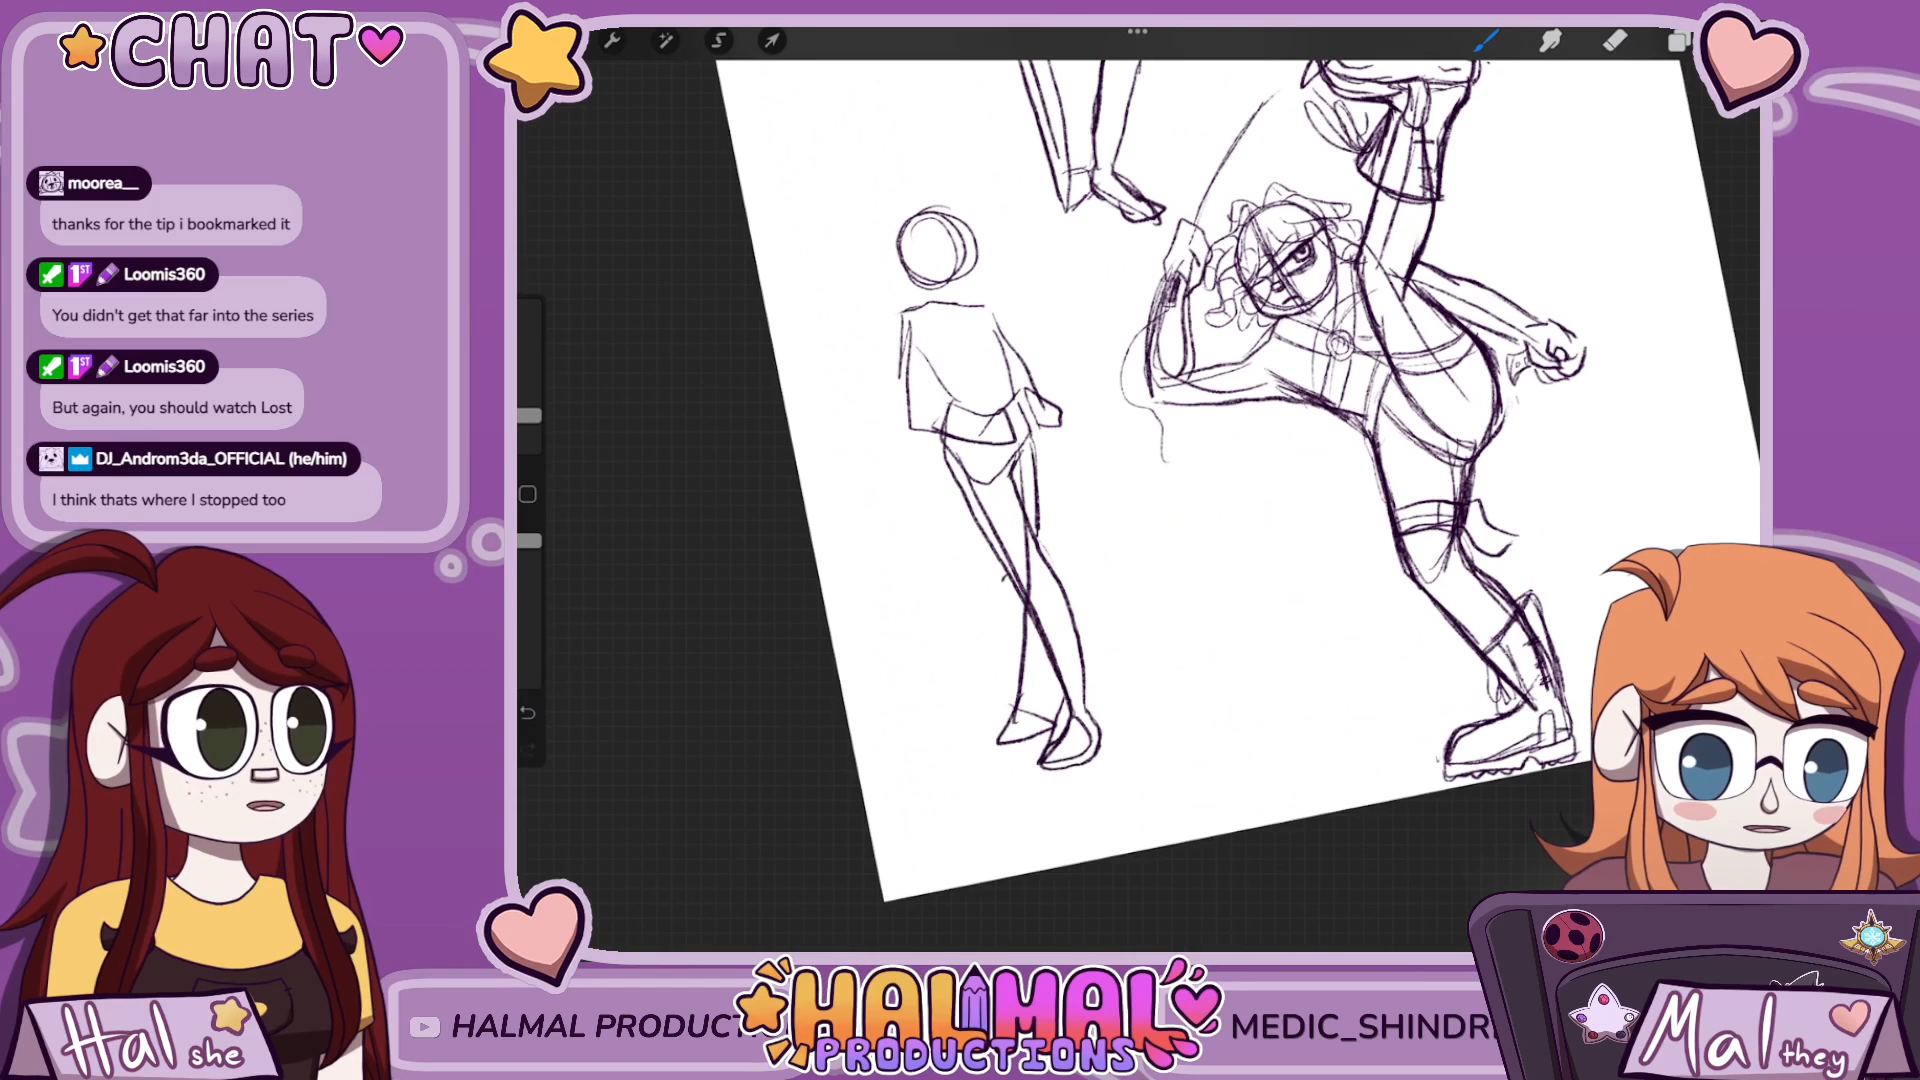 CHAT
moorea__
thanks for the tip i bookmarked it
1ST Loomis360
You didn't get that far into the series
1ST Loomis360
But again, you should watch Lost
DJ_Androm3da_OFFICIAL (he/him)
I think thats where I stopped too
Hal she
HALMAL PRODUCT
HALMAL
PRODUCTIONS
MEDIC_SHINDR
Mal they